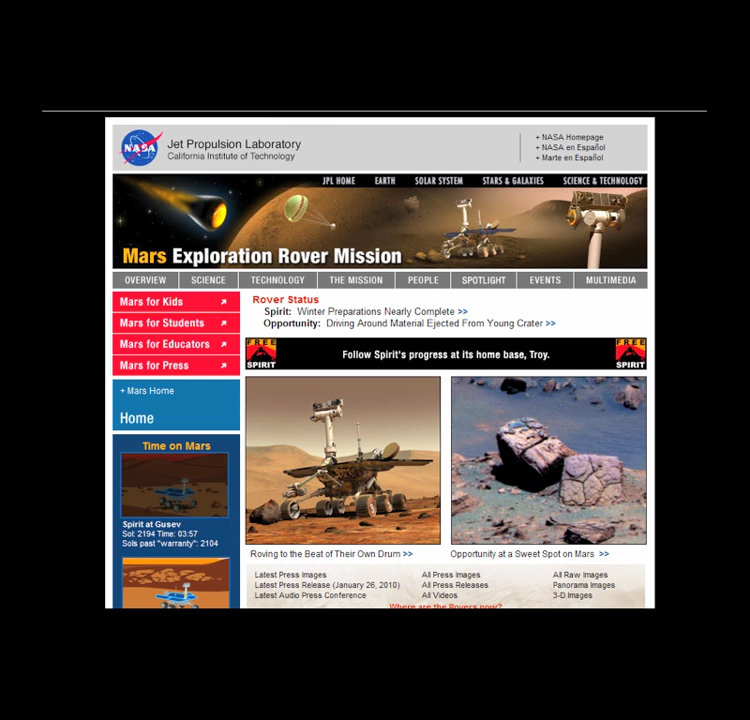 NASA
Jet Propulsion Laboratory
California Institute of Technology
+ NASA Homepage
+ NASA en Español
+ Marte en Español
JPL HOME EARTH SOLAR SYSTEM STARS & GALAXIES SCIENCE & TECHNOLOGY
Mars Exploration Rover Mission
OVERVIEW SCIENCE TECHNOLOGY THE MISSION PEOPLE SPOTLIGHT EVENTS MULTIMEDIA
Mars for Kids
Mars for Students
Mars for Educators
Mars for Press
+ Mars Home
Home
Time on Mars
Spirit at Gusev
Sol: 2194 Time: 03:57
Sols past "warranty": 2104
Rover Status
Spirit: Winter Preparations Nearly Complete >>
Opportunity: Driving Around Material Ejected From Young Crater >>
FREE
SPIRIT
Follow Spirit's progress at its home base, Troy.
FREE
SPIRIT
Roving to the Beat of Their Own Drum >>
Opportunity at a Sweet Spot on Mars >>
Latest Press Images
Latest Press Release (January 26, 2010)
Latest Audio Press Conference
All Press Images
All Press Releases
All Videos
All Raw Images
Panorama Images
3-D Images
Where are the Rovers now?